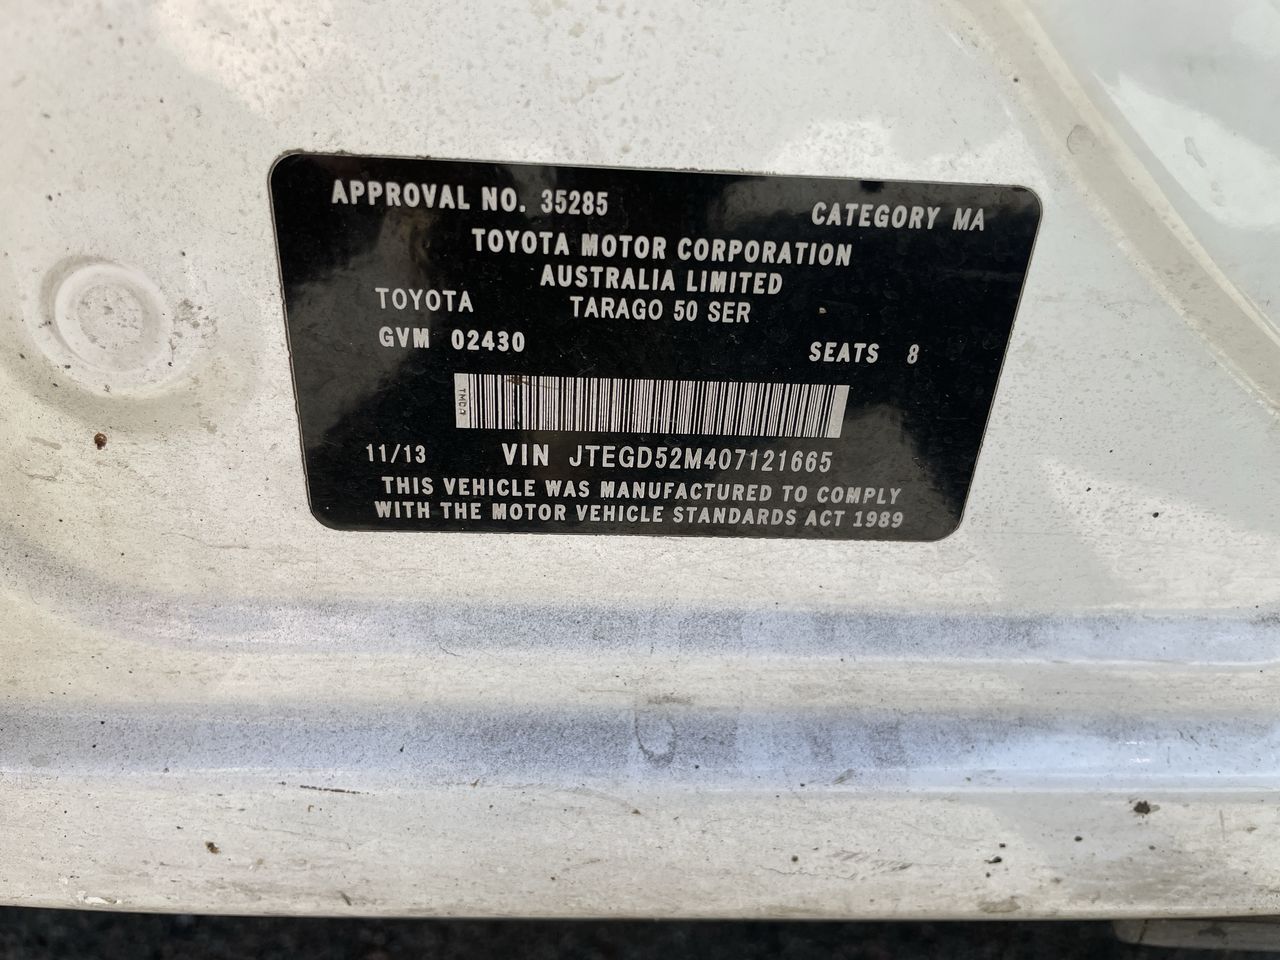 APPROVAL NO. 35285 CATEGORY MA
TOYOTA MOTOR CORPORATION
AUSTRALIA LIMITED
TOYOTA TARAGO 50 SER
GVM 02430 SEATS 8
TMCA
11/13 VIN JTEGD52M407121665
THIS VEHICLE WAS MANUFACTURED TO COMPLY
WITH THE MOTOR VEHICLE STANDARDS ACT 1989